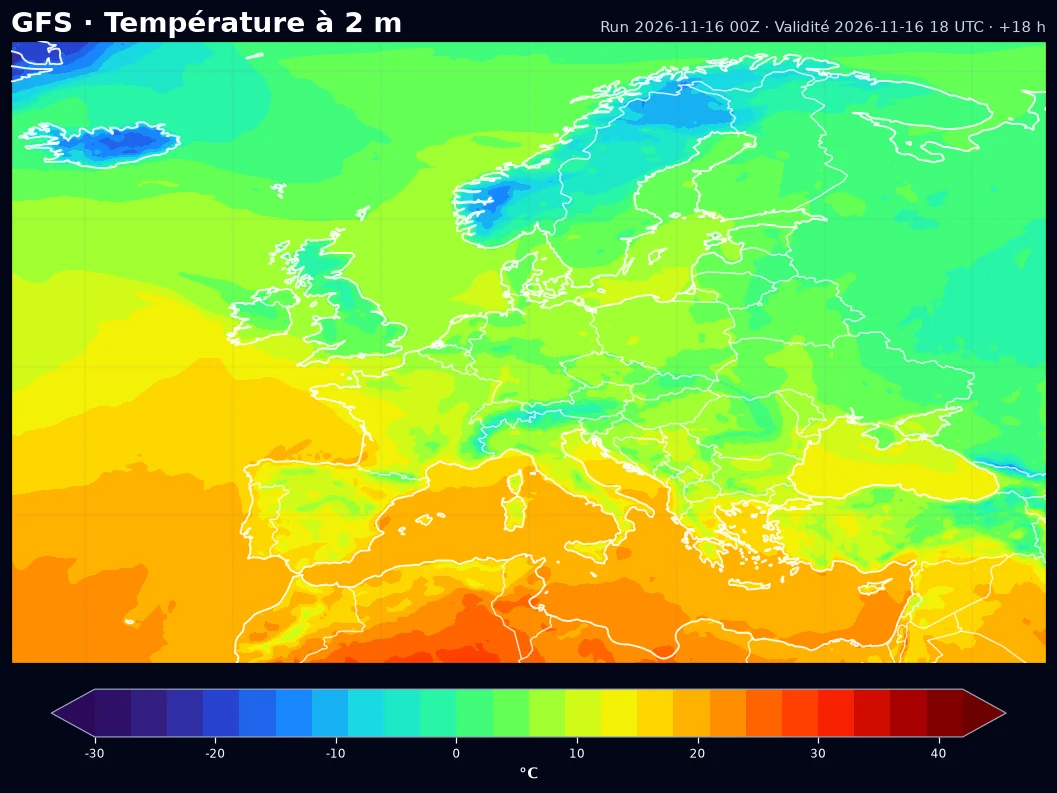 GFS · Température à 2 m
Run 2026-11-16 00Z · Validité 2026-11-16 18 UTC · +18 h
-30 -20 -10 0 10 20 30 40
°C